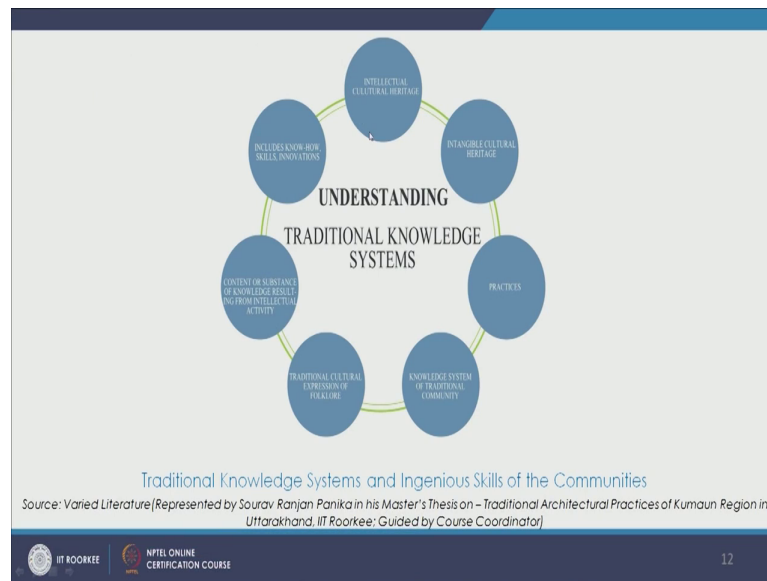 INTELLECTUAL
CULUTURAL HERITAGE
INTANGIBLE CULTURAL
HERITAGE
PRACTICES
KNOWLEDGE SYSTEM
OF TRADITIONAL
COMMUNITY
TRADITIONAL CULTURAL
EXPRESSION OF
FOLKLORE
CONTENT OR SUBSTANCE
OF KNOWLEDGE RESULT-
ING FROM INTELLECTUAL
ACTIVITY
INCLUDES KNOW-HOW,
SKILLS, INNOVATIONS
UNDERSTANDING
TRADITIONAL KNOWLEDGE
SYSTEMS
Traditional Knowledge Systems and Ingenious Skills of the Communities
Source: Varied Literature(Represented by Sourav Ranjan Panika in his Master's Thesis on – Traditional Architectural Practices of Kumaun Region in
Uttarakhand, IIT Roorkee; Guided by Course Coordinator)
IIT ROORKEE
NPTEL
NPTEL ONLINE
CERTIFICATION COURSE
12